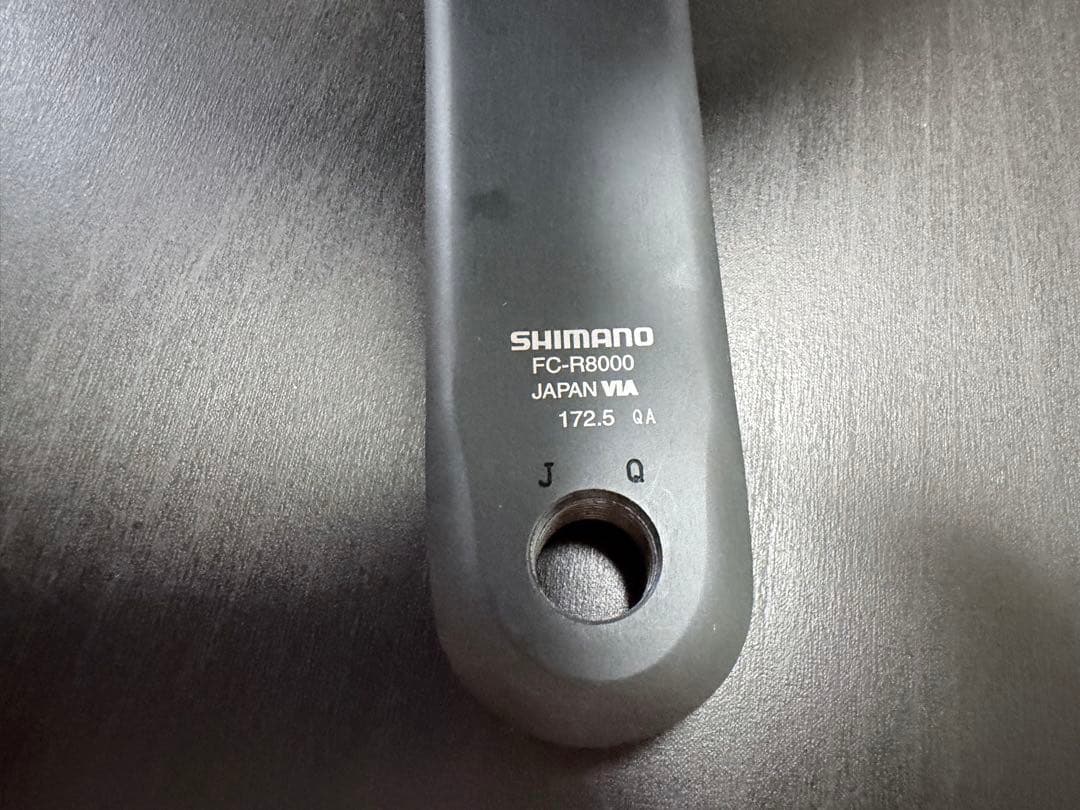 SHIMANO
FC-R8000
JAPAN VIA
172.5 QA
J Q